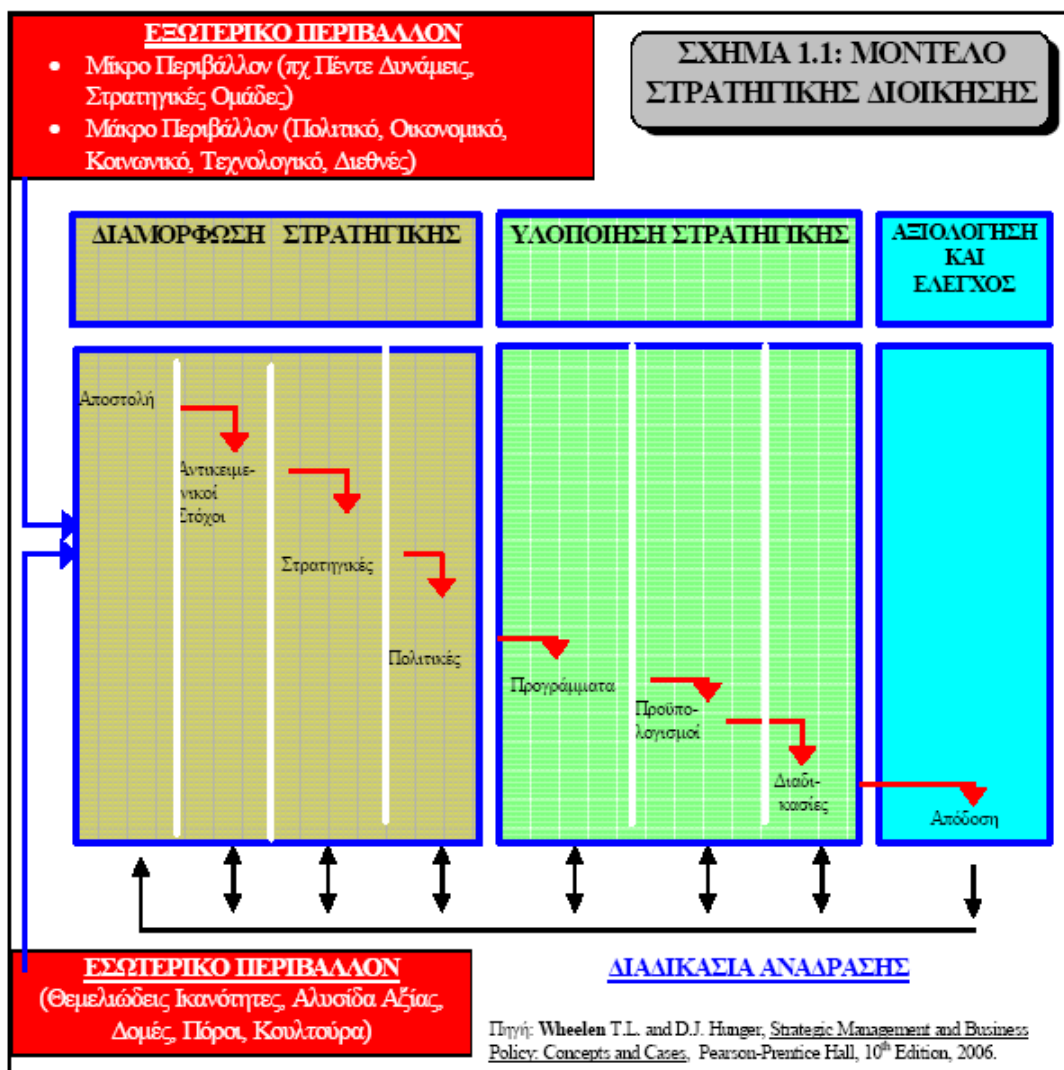 ΕΞΩΤΕΡΙΚΟ ΠΕΡΙΒΑΛΛΟΝ
• Μίκρο Περιβάλλον (πχ Πέντε Δυνάμεις,
Στρατηγικές Ομάδες)
• Μάκρο Περιβάλλον (Πολιτικό, Οικονομικό,
Κοινωνικό, Τεχνολογικό, Διεθνές)
ΣΧΗΜΑ 1.1: ΜΟΝΤΕΛΟ
ΣΤΡΑΤΗΓΙΚΗΣ ΔΙΟΙΚΗΣΗΣ
ΔΙΑΜΟΡΦΩΣΗ ΣΤΡΑΤΗΓΙΚΗΣ
ΥΛΟΠΟΙΗΣΗ ΣΤΡΑΤΗΓΙΚΗΣ
ΑΞΙΟΛΟΓΗΣΗ
ΚΑΙ
ΕΛΕΓΧΟΣ
Αποστολή
Αντικειμε-
νικοί
Στόχοι
Στρατηγικές
Πολιτικές
Προγράμματα
Προϋπο-
λογισμοί
Διαδι-
κασίες
Απόδοση
ΕΣΩΤΕΡΙΚΟ ΠΕΡΙΒΑΛΛΟΝ
(Θεμελιώδεις Ικανότητες, Αλυσίδα Αξίας,
Δομές, Πόροι, Κουλτούρα)
ΔΙΑΔΙΚΑΣΙΑ ΑΝΑΔΡΑΣΗΣ
Πηγή: Wheelen T.L. and D.J. Hunger, Strategic Management and Business
Policy: Concepts and Cases, Pearson-Prentice Hall, 10th Edition, 2006.